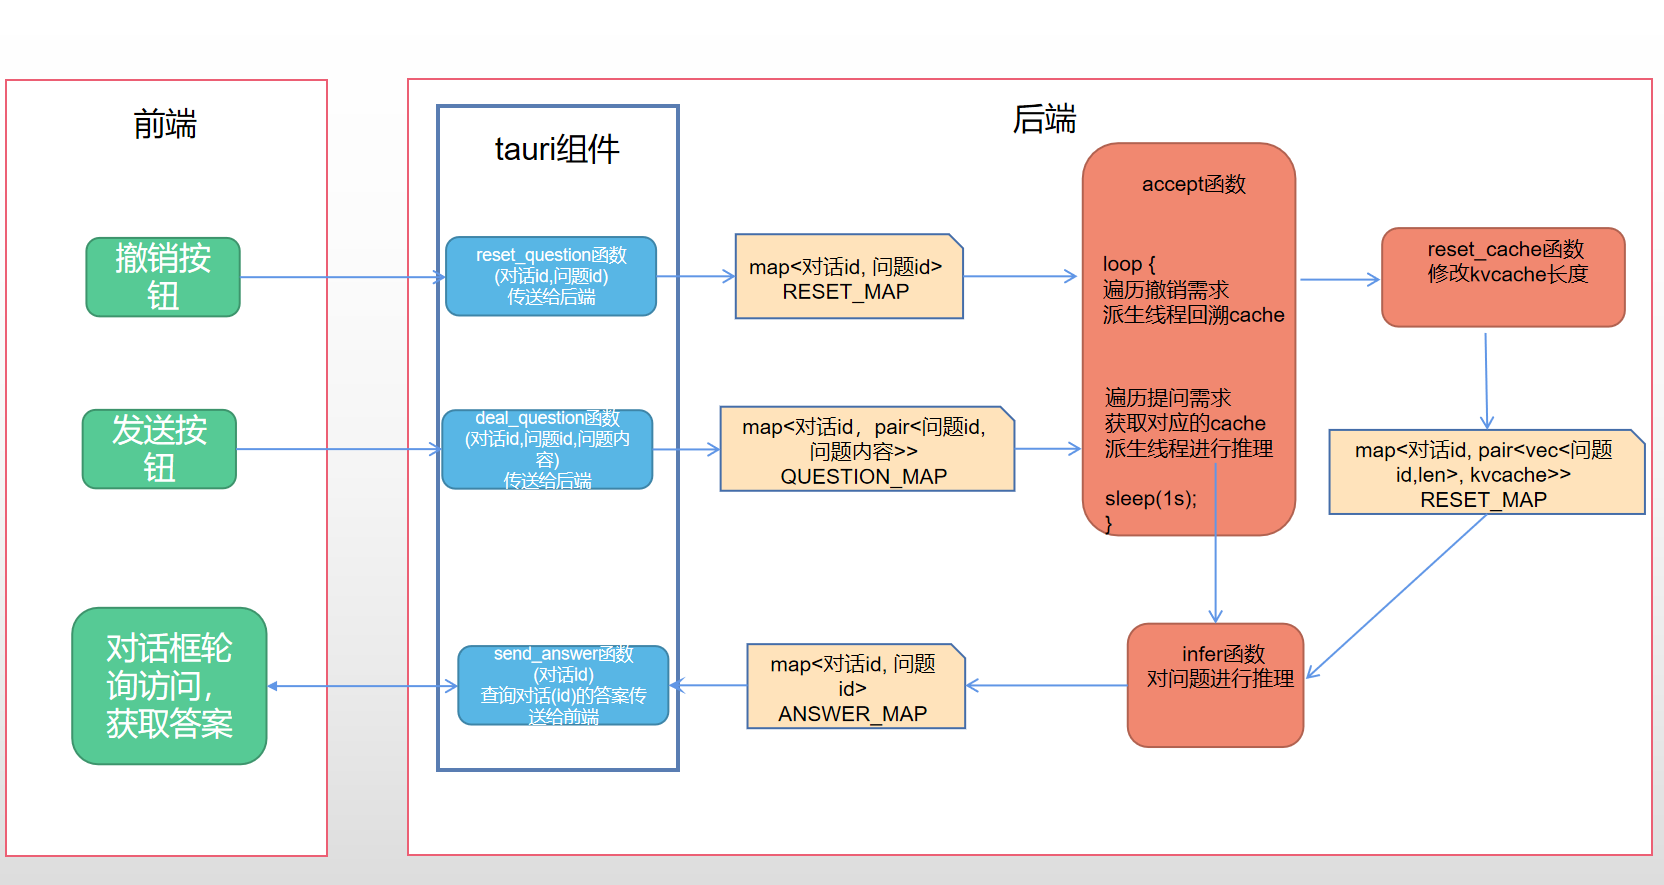 前端
撤销按
钮
发送按
钮
对话框轮
询访问，
获取答案
后端
tauri组件
reset_question函数
(对话id,问题id)
传送给后端
deal_question函数
(对话id,问题id,问题内
容)
传送给后端
send_answer函数
(对话id)
查询对话(id)的答案传
送给前端
map<对话id, 问题id>
RESET_MAP
map<对话id，pair<问题id,
问题内容>>
QUESTION_MAP
map<对话id, 问题
id>
ANSWER_MAP
accept函数
loop {
遍历撤销需求
派生线程回溯cache
遍历提问需求
获取对应的cache
派生线程进行推理
sleep(1s);
}
reset_cache函数
修改kvcache长度
map<对话id, pair<vec<问题
id,len>, kvcache>>
RESET_MAP
infer函数
对问题进行推理